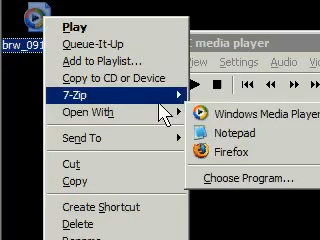 brw_091
Play
Queue-It-Up
Add to Playlist...
Copy to CD or Device
7-Zip
Open With
Send To
Cut
Copy
Create Shortcut
Delete
media player
Settings Audio Video
Windows Media Player
Notepad
Firefox
Choose Program...